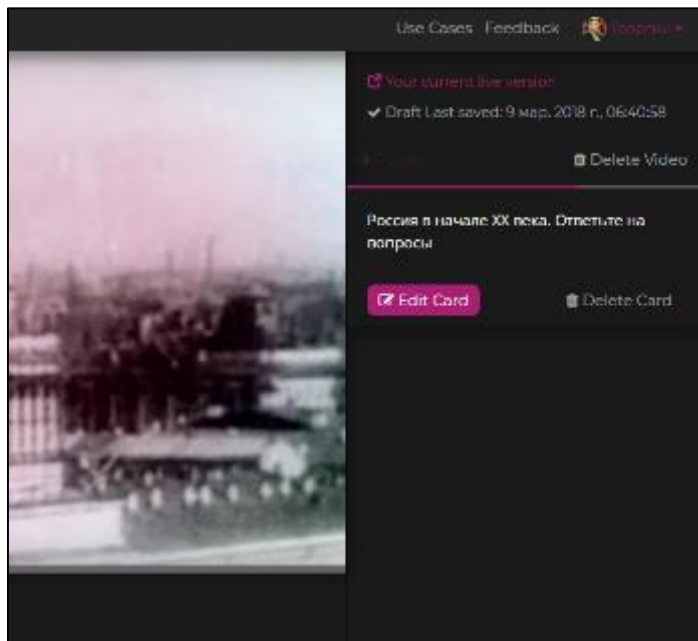 Use Cases Feedback Георгий
Your current live version
Draft Last saved: 9 мар. 2018 г., 06:40:58
Delete Video
Россия в начале XX века. Ответьте на
вопросы
Edit Card Delete Card